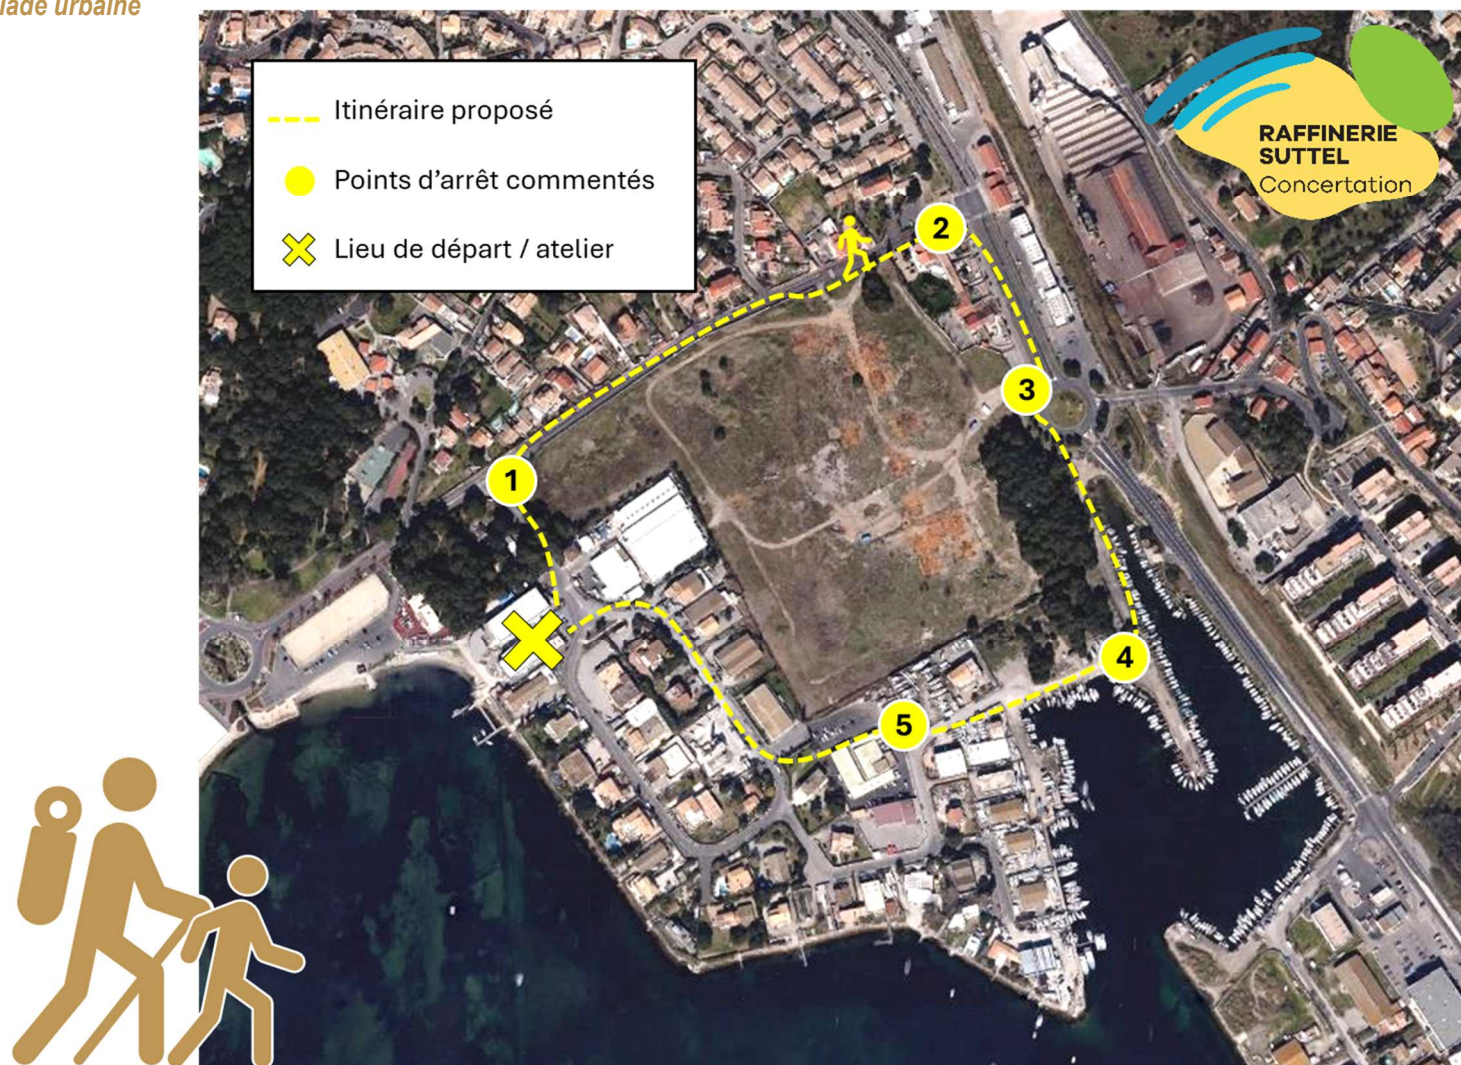 lade urbaine
Itinéraire proposé
Points d'arrêt commentés
Lieu de départ / atelier
RAFFINERIE
SUTTEL
Concertation
2
3
1
4
5